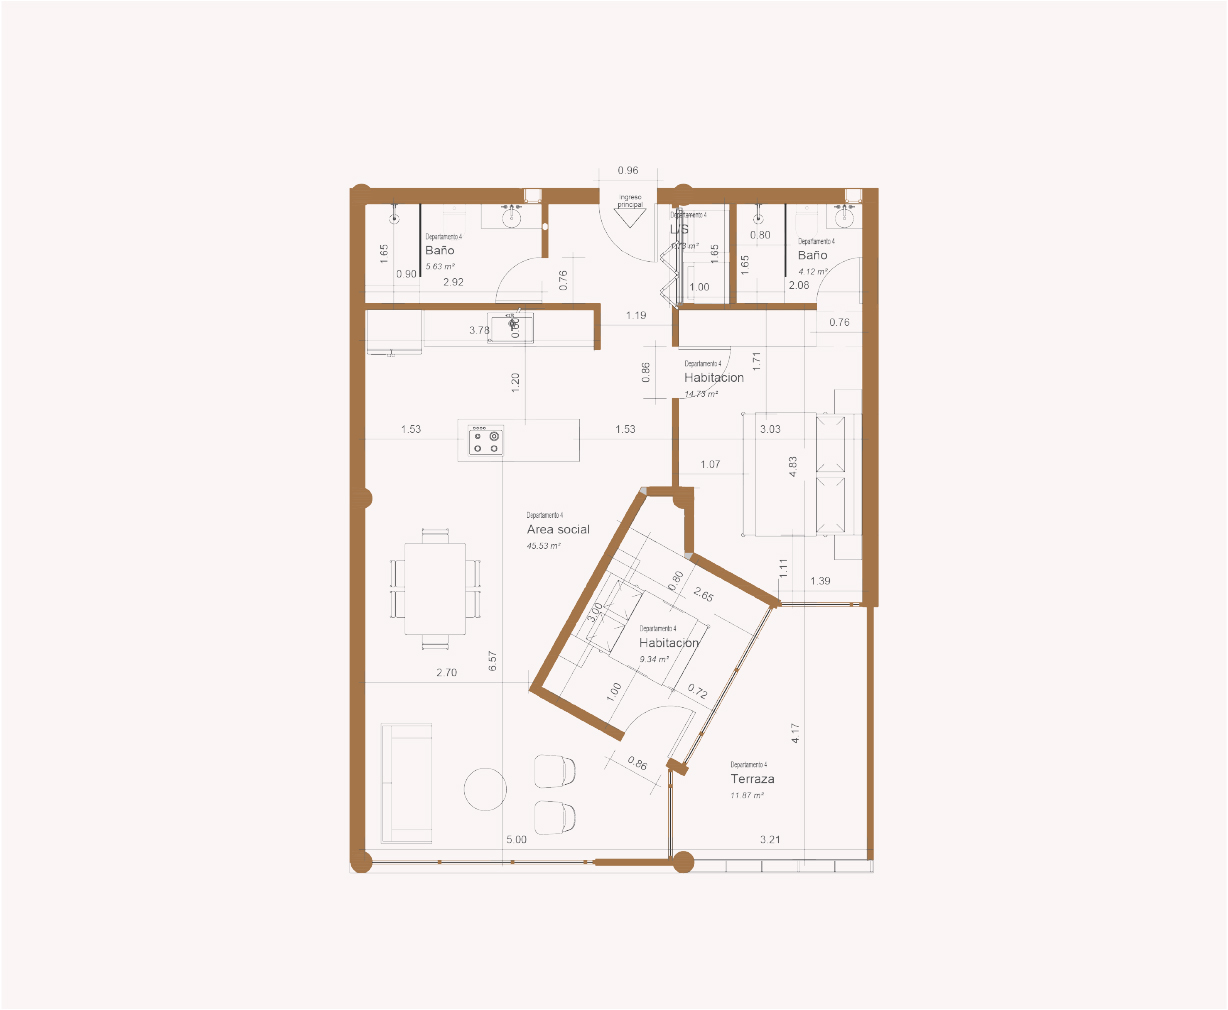 0.96
ingreso
principal
Departamento 4
L/S
1.73 m²
1.65
1.00
Departamento 4
Baño
5.63 m²
1.65
0.90
2.92
0.76
0.80
1.65
Departamento 4
Baño
4.12 m²
2.08
0.76
1.19
3.78
1.20
0.86
Departamento 4
Habitacion
14.73 m²
1.71
1.53
1.53
3.03
1.07
4.83
Departamento 4
Area social
45.53 m²
1.11
1.39
0.80
2.65
3.00
Departamento 4
Habitacion
9.34 m²
2.70
6.57
1.00
0.72
0.86
4.17
Departamento 4
Terraza
11.87 m²
5.00
3.21